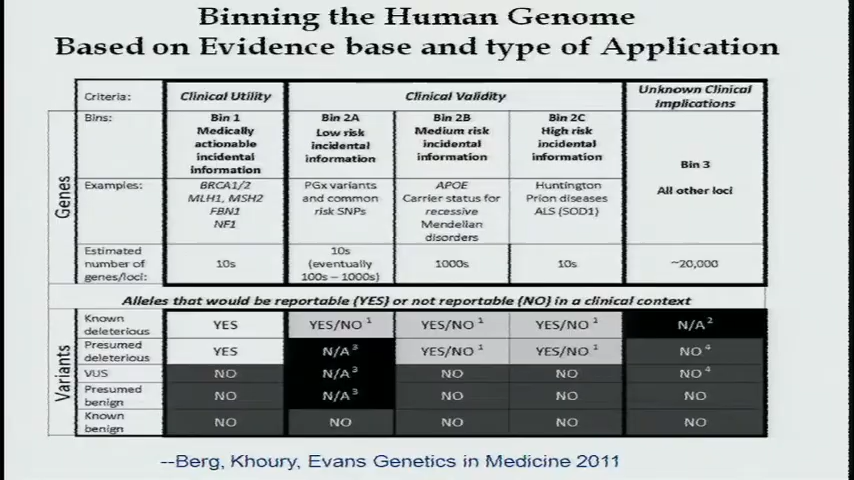 Binning the Human Genome
Based on Evidence base and type of Application
Criteria: Clinical Utility Clinical Validity Unknown Clinical Implications
Genes
Bins: Bin 1 Medically actionable incidental information Bin 2A Low risk incidental information Bin 2B Medium risk incidental information Bin 2C High risk incidental information Bin 3 All other loci
Examples: BRCA1/2 MLH1, MSH2 FBN1 NF1 PGx variants and common risk SNPs APOE Carrier status for recessive Mendelian disorders Huntington Prion diseases ALS (SOD1)
Estimated number of genes/loci: 10s 10s (eventually 100s – 1000s) 1000s 10s ~20,000
Alleles that would be reportable (YES) or not reportable (NO) in a clinical context
Variants
Known deleterious YES YES/NO 1 YES/NO 1 YES/NO 1 N/A 2
Presumed deleterious YES N/A 3 YES/NO 1 YES/NO 1 NO 4
VUS NO N/A 3 NO NO NO 4
Presumed benign NO N/A 3 NO NO NO
Known benign NO NO NO NO NO
--Berg, Khoury, Evans Genetics in Medicine 2011